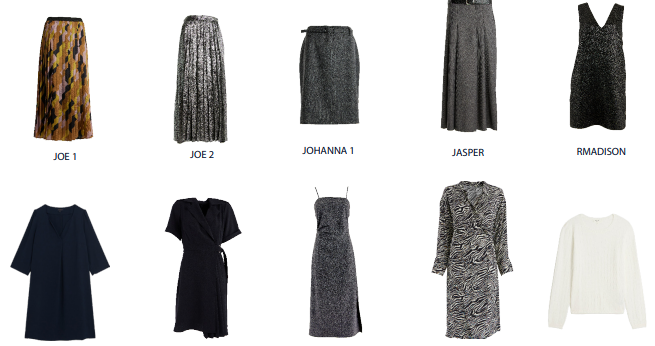 JOE 1
JOE 2
JOHANNA 1
JASPER
RMADISON